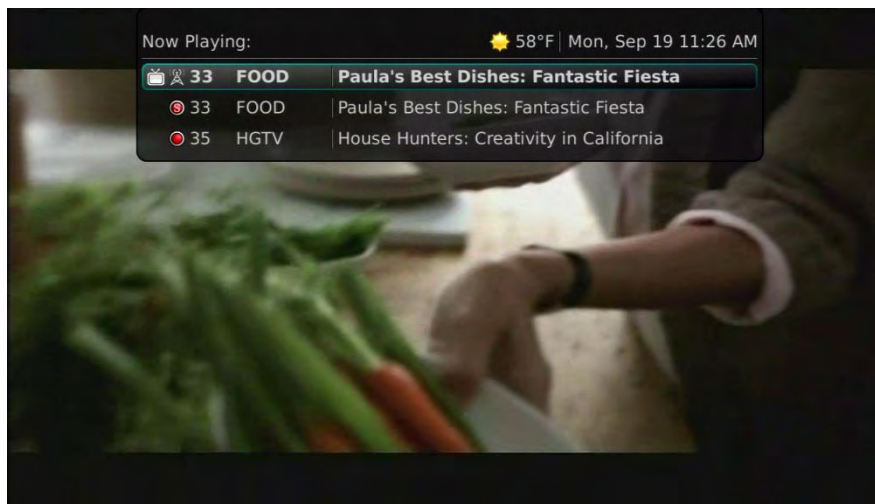 Now Playing: 58°F Mon, Sep 19 11:26 AM
33 FOOD Paula's Best Dishes: Fantastic Fiesta
S 33 FOOD Paula's Best Dishes: Fantastic Fiesta
35 HGTV House Hunters: Creativity in California